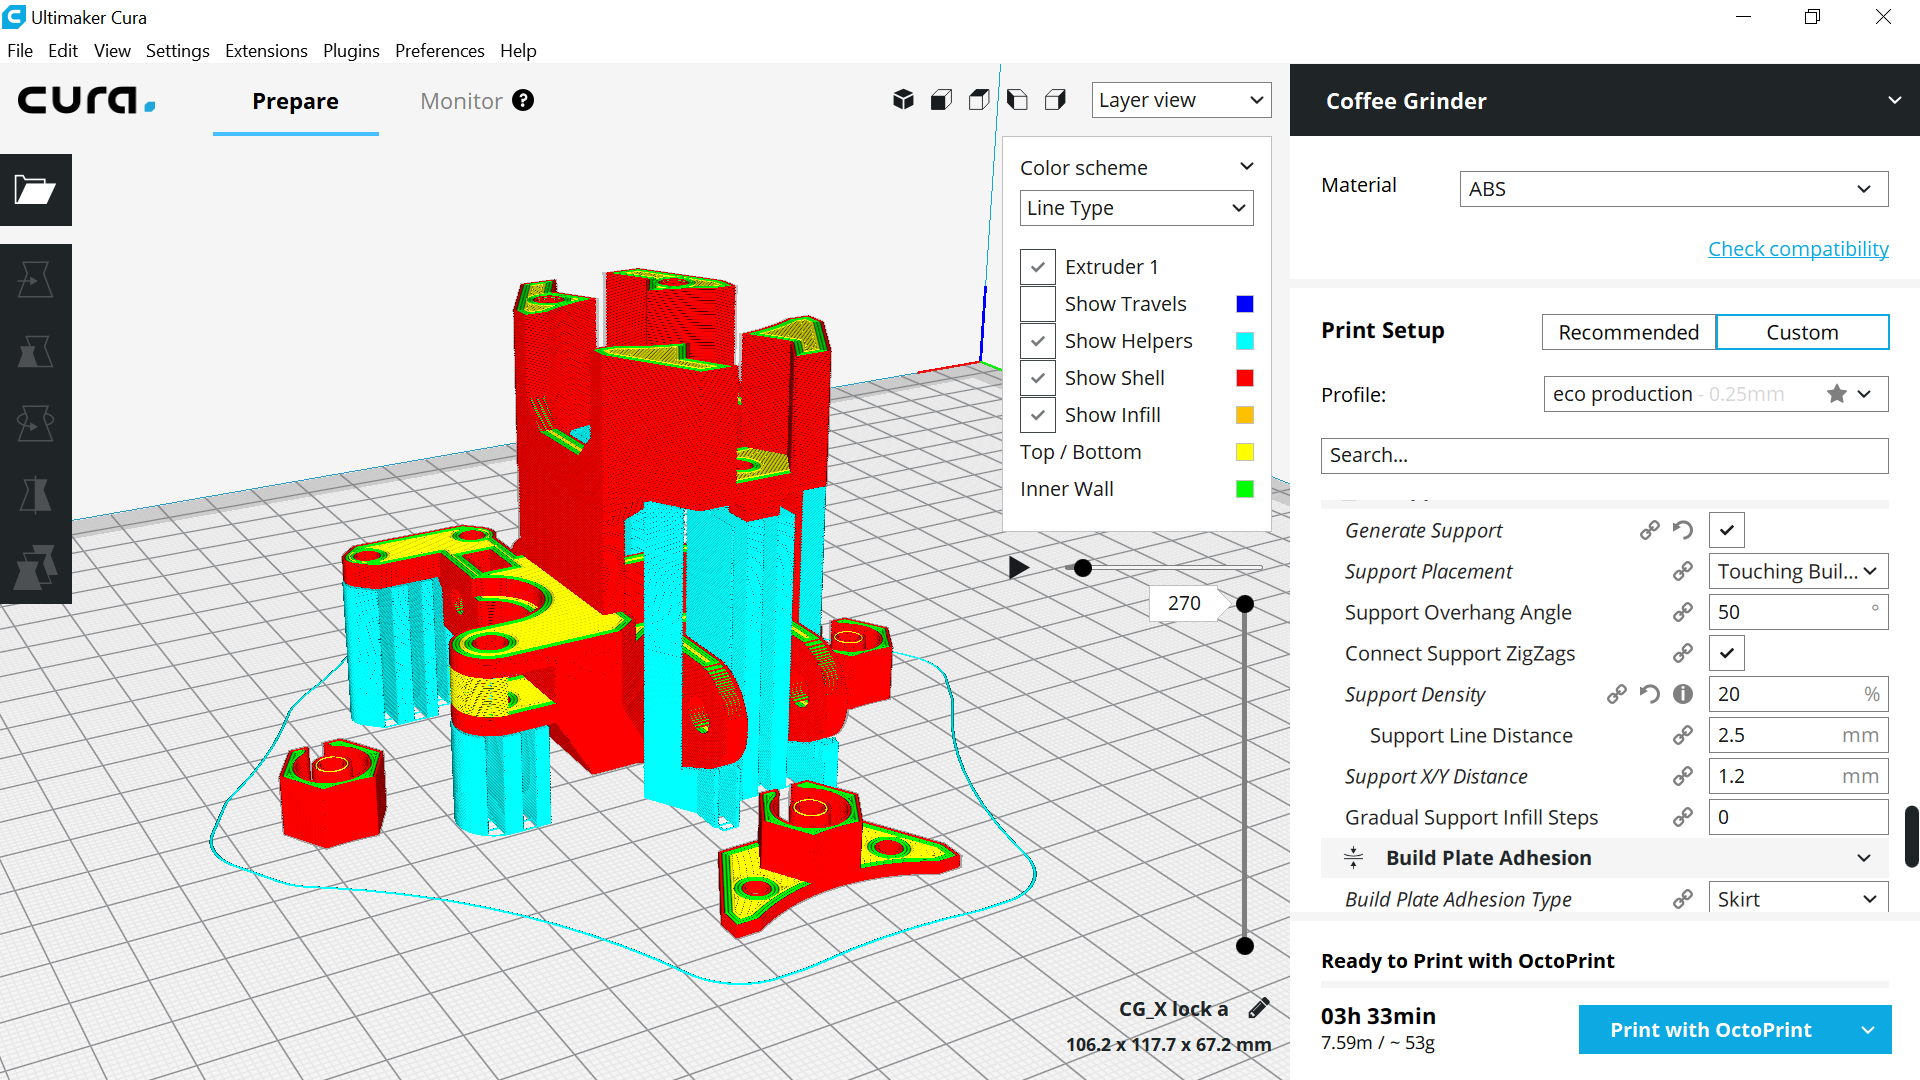 Ultimaker Cura
File Edit View Settings Extensions Plugins Preferences Help
cura.
Prepare
Monitor ?
Layer view
Color scheme
Line Type
Extruder 1
Show Travels
Show Helpers
Show Shell
Show Infill
Top / Bottom
Inner Wall
270
CG_X lock a
106.2 x 117.7 x 67.2 mm
Coffee Grinder
Material
ABS
Check compatibility
Print Setup
Recommended
Custom
Profile:
eco production - 0.25mm
Search...
Generate Support
Support Placement
Touching Buil...
Support Overhang Angle
50 °
Connect Support ZigZags
Support Density
20 %
Support Line Distance
2.5 mm
Support X/Y Distance
1.2 mm
Gradual Support Infill Steps
0
Build Plate Adhesion
Build Plate Adhesion Type
Skirt
Ready to Print with OctoPrint
03h 33min
7.59m / ~ 53g
Print with OctoPrint